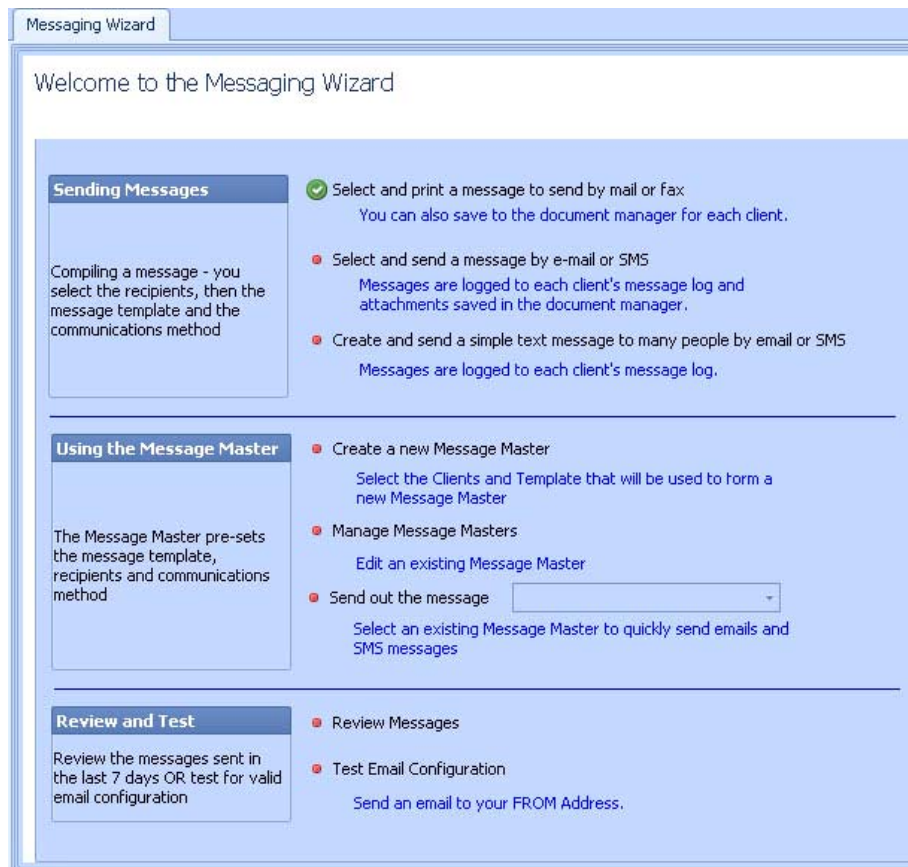 Messaging Wizard
Welcome to the Messaging Wizard
Sending Messages
Compiling a message - you
select the recipients, then the
message template and the
communications method
Select and print a message to send by mail or fax
You can also save to the document manager for each client.
Select and send a message by e-mail or SMS
Messages are logged to each client's message log and
attachments saved in the document manager.
Create and send a simple text message to many people by email or SMS
Messages are logged to each client's message log.
Using the Message Master
The Message Master pre-sets
the message template,
recipients and communications
method
Create a new Message Master
Select the Clients and Template that will be used to form a
new Message Master
Manage Message Masters
Edit an existing Message Master
Send out the message
Select an existing Message Master to quickly send emails and
SMS messages
Review and Test
Review the messages sent in
the last 7 days OR test for valid
email configuration
Review Messages
Test Email Configuration
Send an email to your FROM Address.